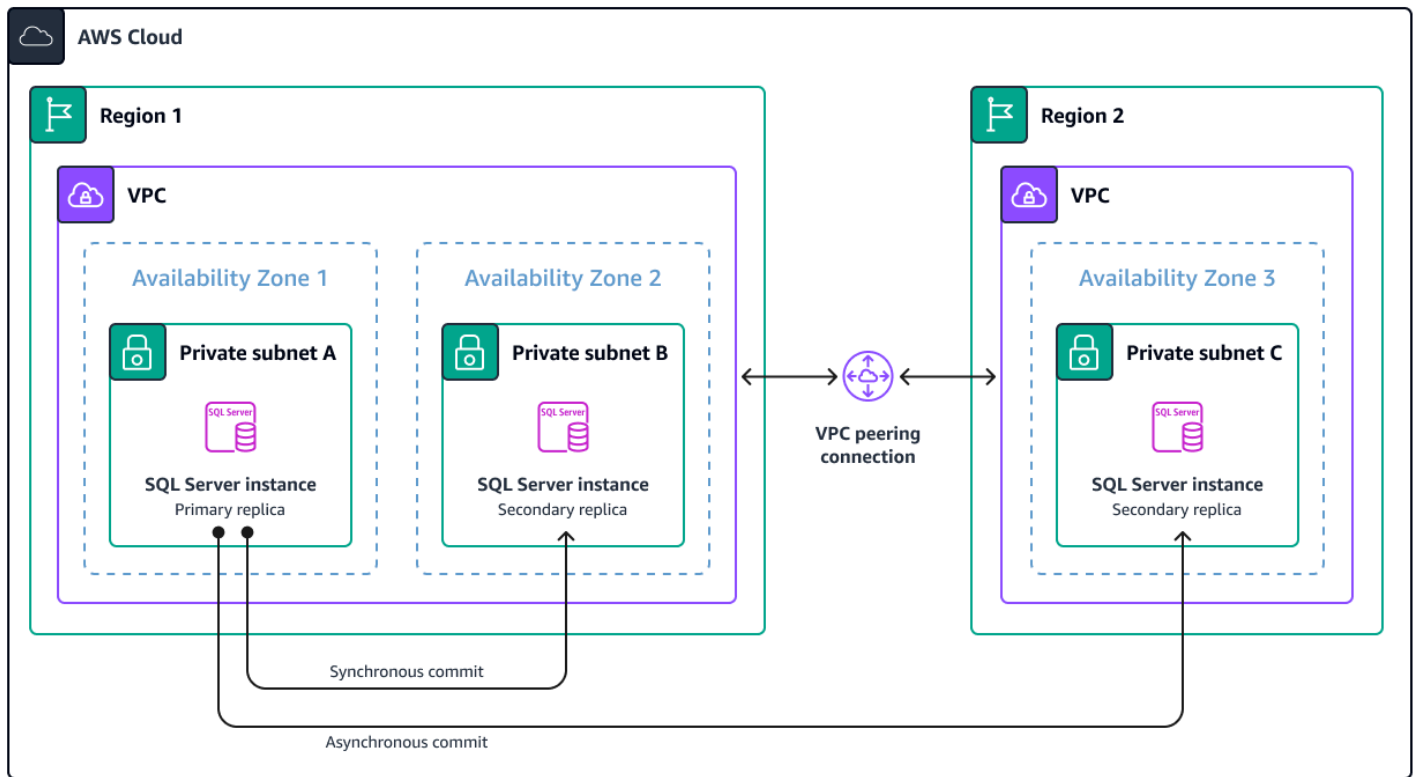 AWS Cloud
Region 1
VPC
Availability Zone 1
Private subnet A
SQL Server
SQL Server instance
Primary replica
Availability Zone 2
Private subnet B
SQL Server
SQL Server instance
Secondary replica
VPC peering
connection
Region 2
VPC
Availability Zone 3
Private subnet C
SQL Server
SQL Server instance
Secondary replica
Synchronous commit
Asynchronous commit